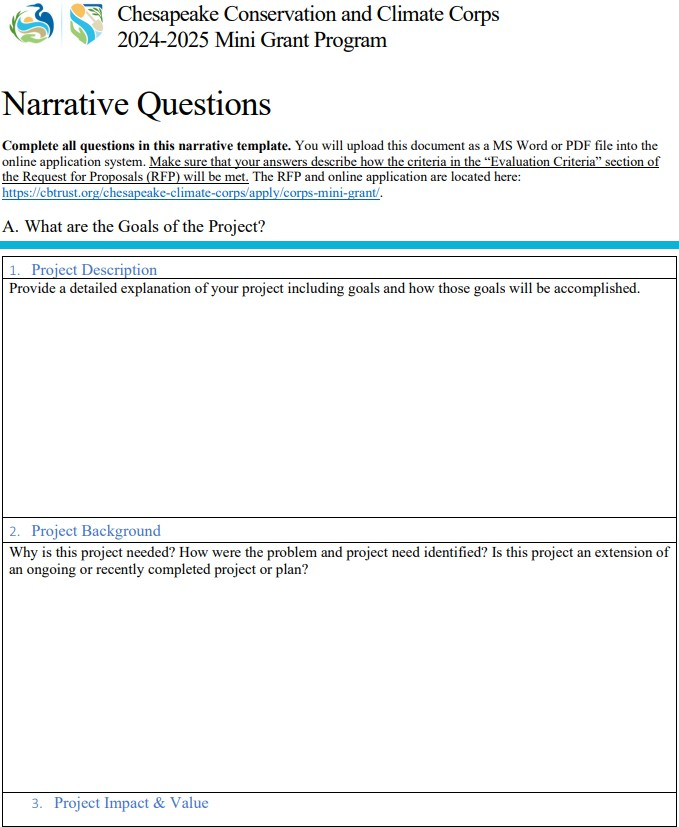 Chesapeake Conservation and Climate Corps
2024-2025 Mini Grant Program
Narrative Questions
Complete all questions in this narrative template. You will upload this document as a MS Word or PDF file into the
online application system. Make sure that your answers describe how the criteria in the “Evaluation Criteria” section of
the Request for Proposals (RFP) will be met. The RFP and online application are located here:
https://cbtrust.org/chesapeake-climate-corps/apply/corps-mini-grant/.
A. What are the Goals of the Project?
1. Project Description
Provide a detailed explanation of your project including goals and how those goals will be accomplished.
2. Project Background
Why is this project needed? How were the problem and project need identified? Is this project an extension of
an ongoing or recently completed project or plan?
3. Project Impact & Value